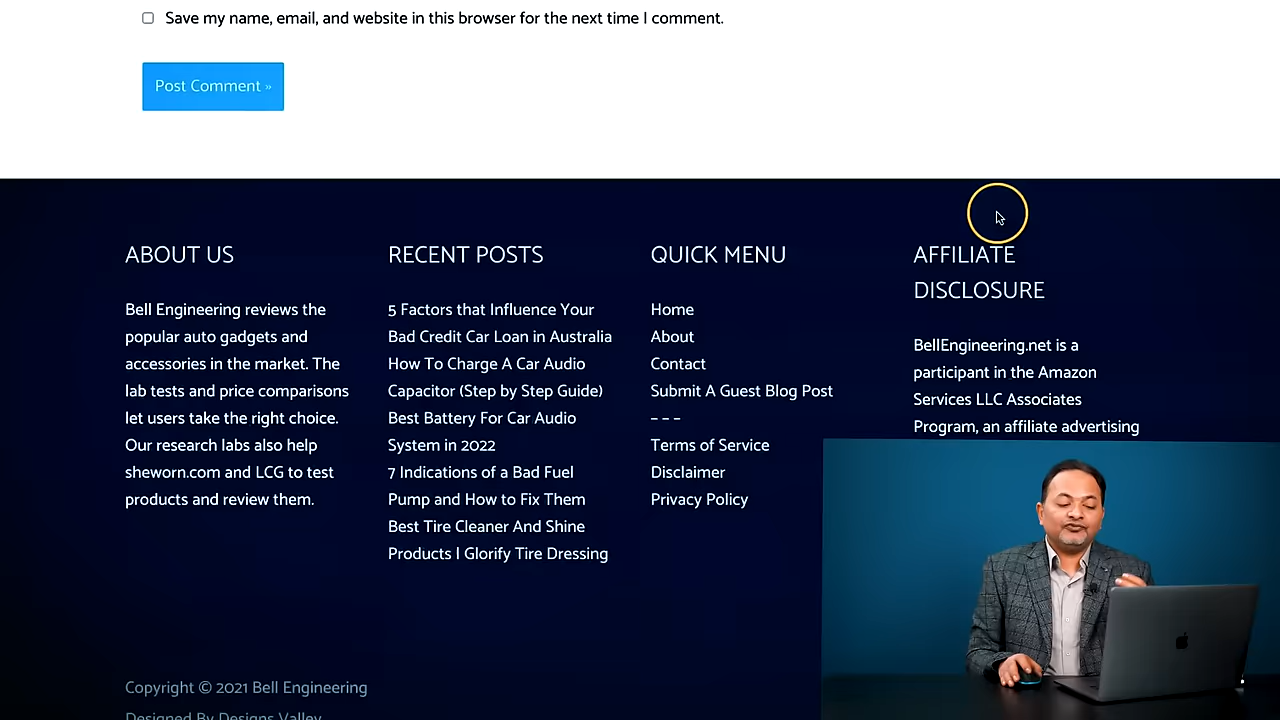 Save my name, email, and website in this browser for the next time I comment.
Post Comment »
ABOUT US
Bell Engineering reviews the
popular auto gadgets and
accessories in the market. The
lab tests and price comparisons
let users take the right choice.
Our research labs also help
sheworn.com and LCG to test
products and review them.
RECENT POSTS
5 Factors that Influence Your
Bad Credit Car Loan in Australia
How To Charge A Car Audio
Capacitor (Step by Step Guide)
Best Battery For Car Audio
System in 2022
7 Indications of a Bad Fuel
Pump and How to Fix Them
Best Tire Cleaner And Shine
Products | Glorify Tire Dressing
QUICK MENU
Home
About
Contact
Submit A Guest Blog Post
– – –
Terms of Service
Disclaimer
Privacy Policy
AFFILIATE
DISCLOSURE
BellEngineering.net is a
participant in the Amazon
Services LLC Associates
Program, an affiliate advertising
Copyright © 2021 Bell Engineering
Designed By Designs Valley